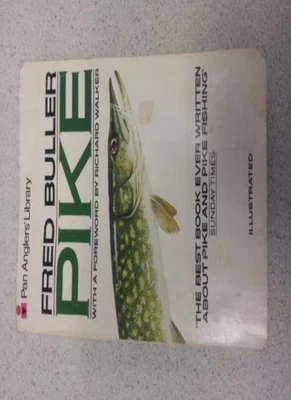 Pan Anglers' Library
FRED BULLER
PIKE
WITH A FOREWORD BY RICHARD WALKER
'THE BEST BOOK EVER WRITTEN
ABOUT PIKE AND PIKE FISHING'
SUNDAY TIMES
ILLUSTRATED